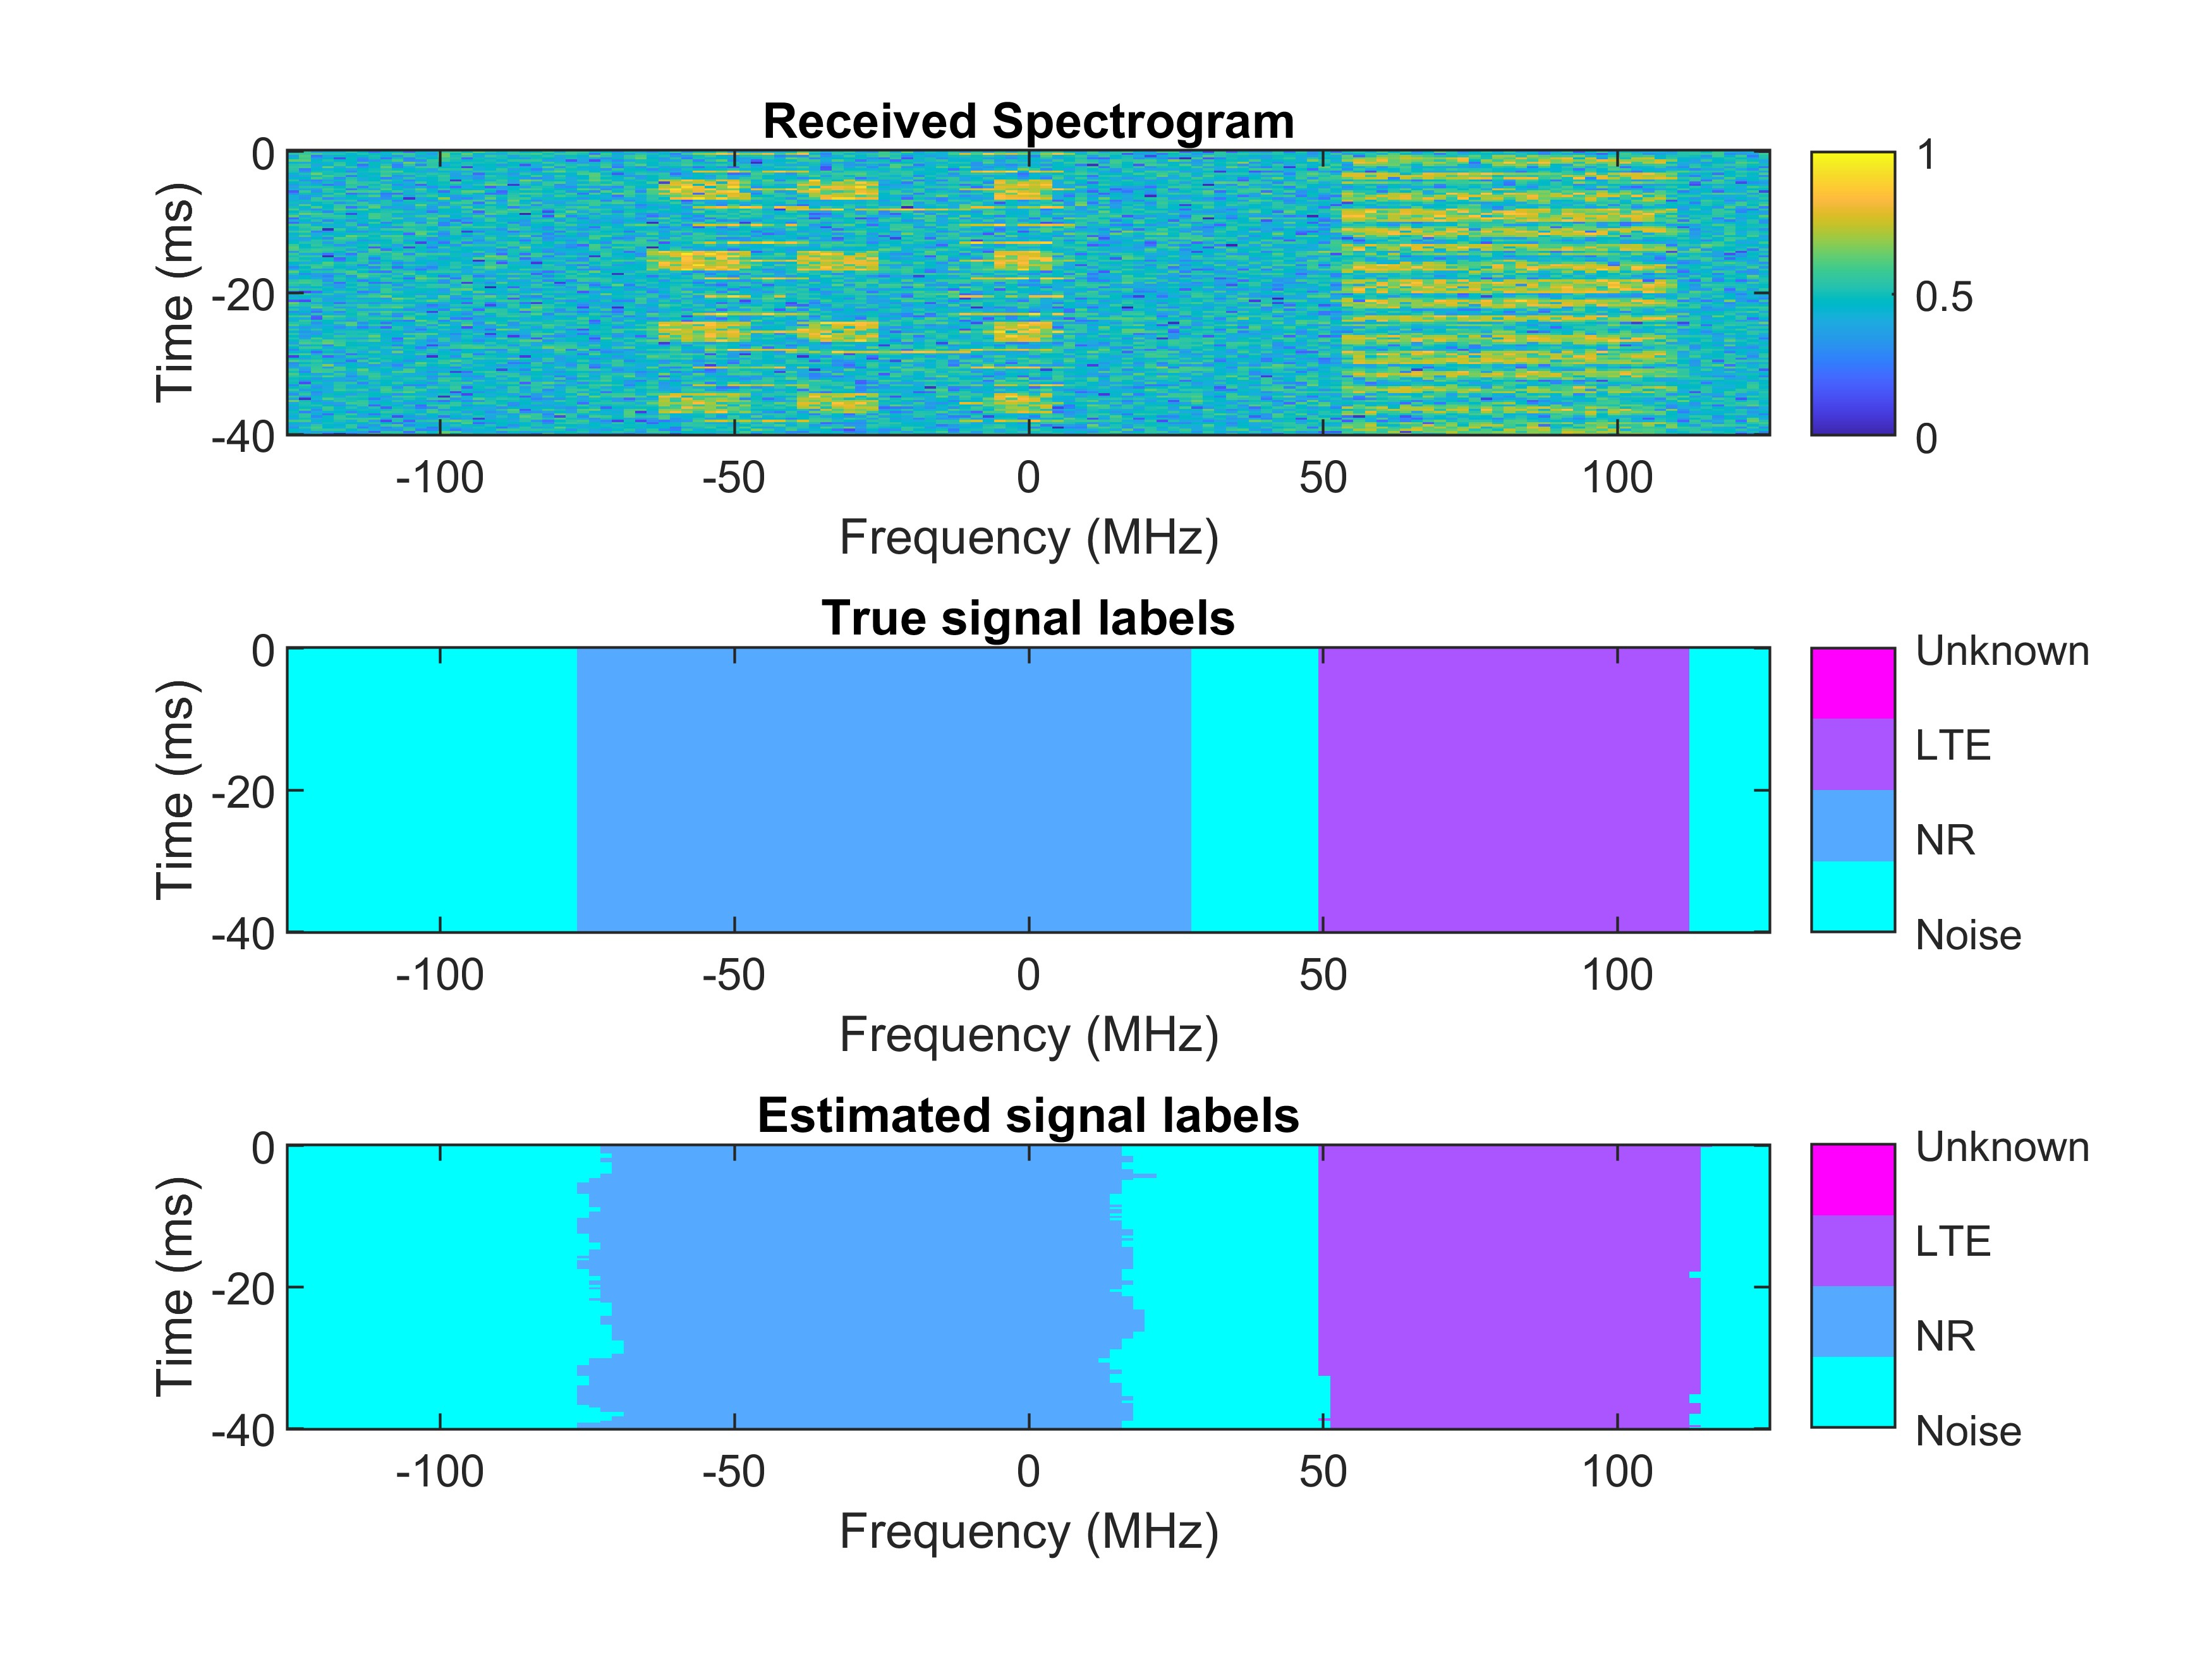 Received Spectrogram
Time (ms)
0
-20
-40
-100
-50
0
50
100
Frequency (MHz)
1
0.5
0
True signal labels
Time (ms)
0
-20
-40
-100
-50
0
50
100
Frequency (MHz)
Unknown
LTE
NR
Noise
Estimated signal labels
Time (ms)
0
-20
-40
-100
-50
0
50
100
Frequency (MHz)
Unknown
LTE
NR
Noise